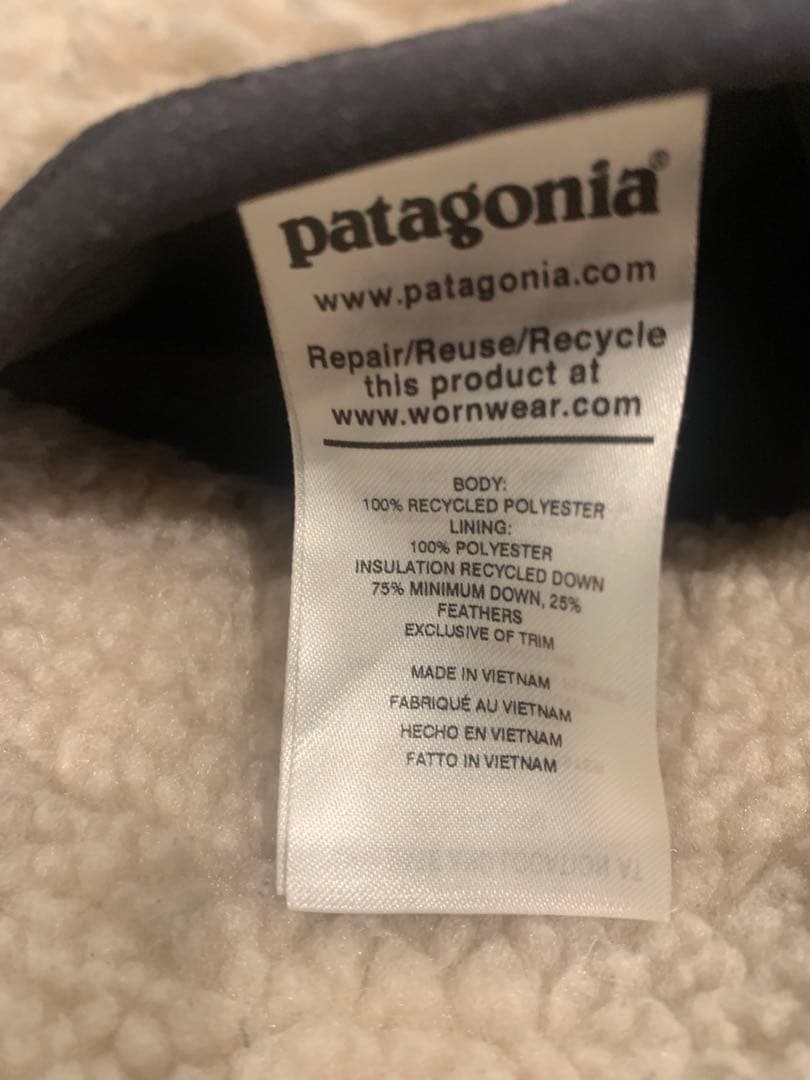 patagonia®
www.patagonia.com
Repair/Reuse/Recycle
this product at
www.wornwear.com
BODY:
100% RECYCLED POLYESTER
LINING:
100% POLYESTER
INSULATION RECYCLED DOWN
75% MINIMUM DOWN, 25%
FEATHERS
EXCLUSIVE OF TRIM
MADE IN VIETNAM
FABRIQUÉ AU VIETNAM
HECHO EN VIETNAM
FATTO IN VIETNAM